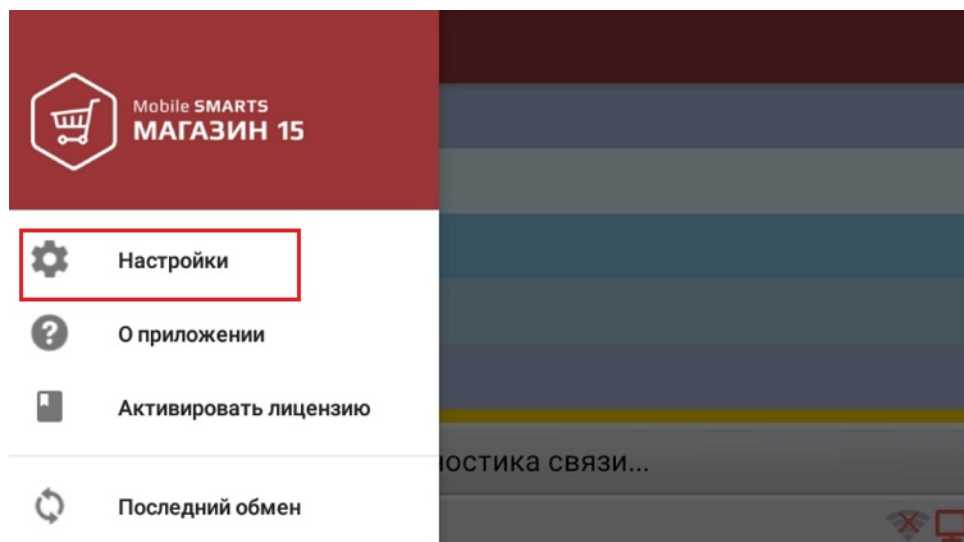 Mobile SMARTS
МАГАЗИН 15
Настройки
О приложении
Активировать лицензию
ностика связи...
Последний обмен